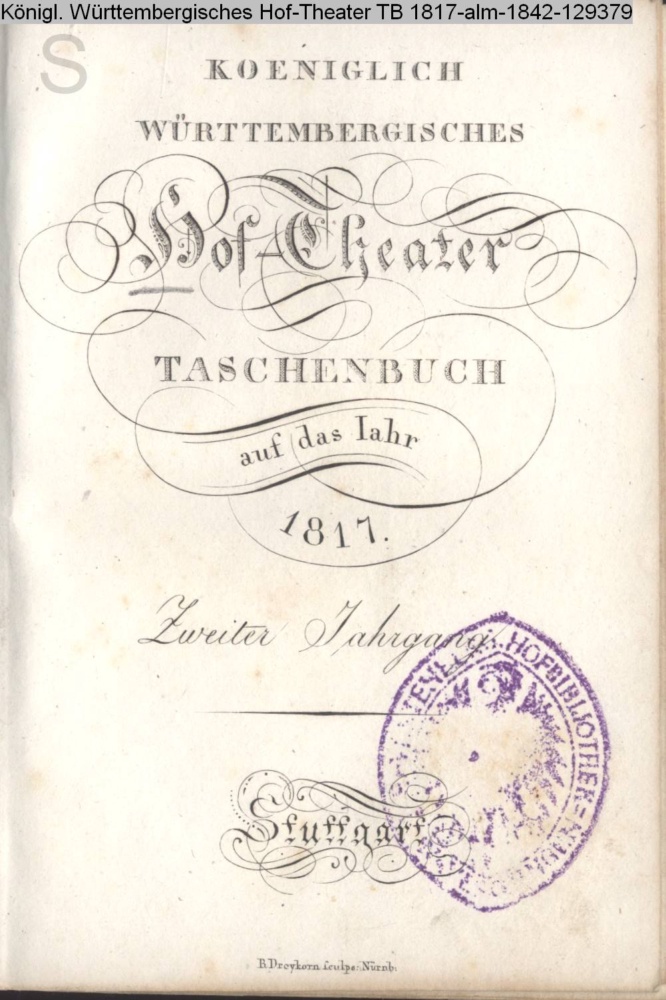 Königl. Württembergisches Hof-Theater TB 1817-alm-1842-129379
S
KOENIGLICH
WÜRTTEMBERGISCHES
Hof-Theater
TASCHENBUCH
auf das Iahr
1817.
Zweiter Jahrgang.
HOFBIBLIOTHEK
Stuttgart
B. Dreykorn sculps: Nürnb: